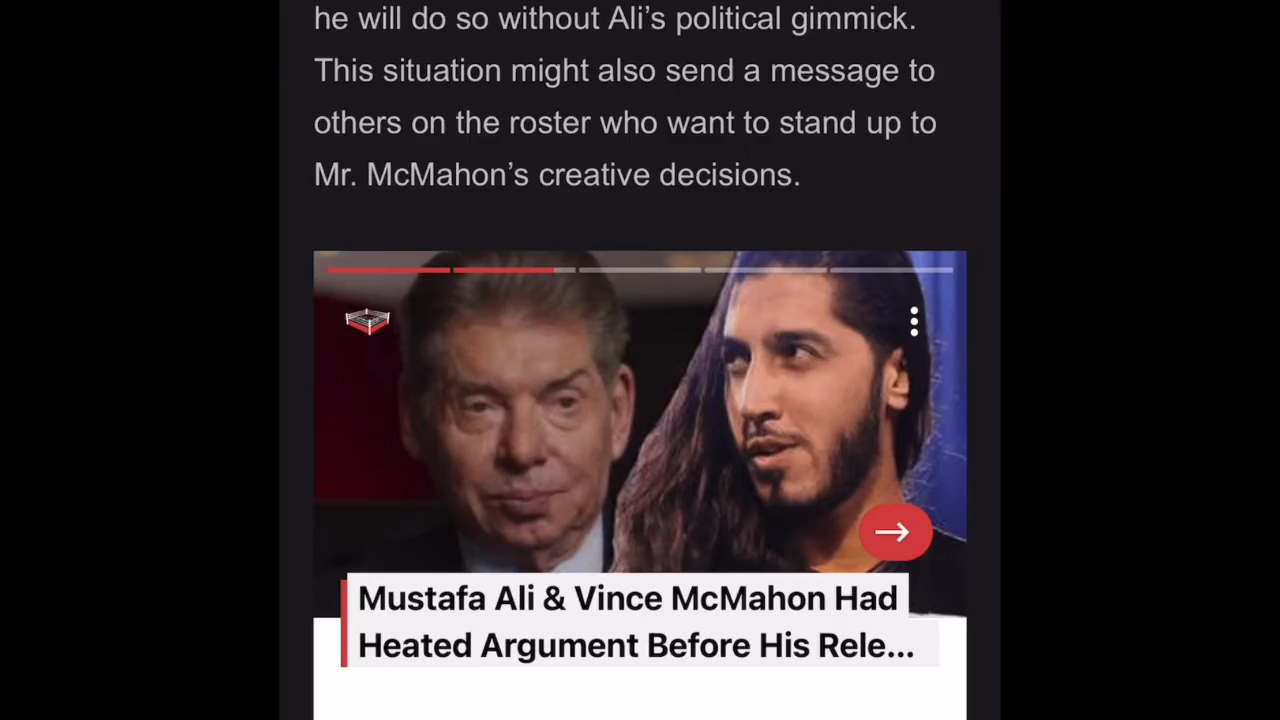 he will do so without Ali’s political gimmick.
This situation might also send a message to
others on the roster who want to stand up to
Mr. McMahon’s creative decisions.
Mustafa Ali & Vince McMahon Had
Heated Argument Before His Rele...